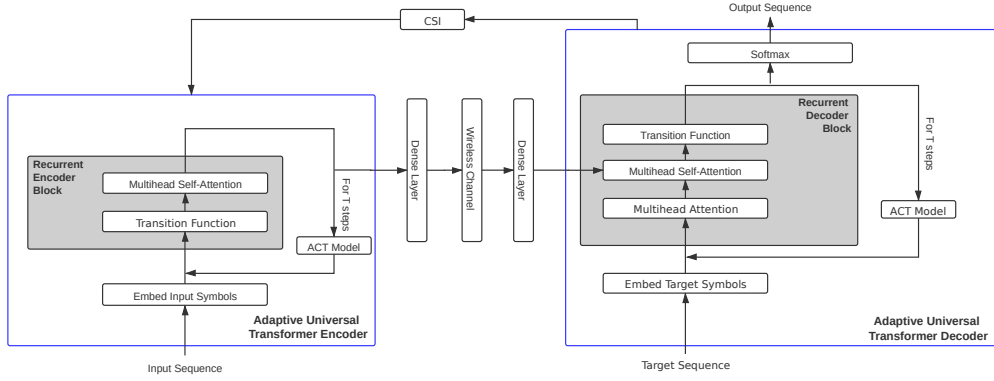 Output Sequence
CSI
Softmax
Recurrent
Decoder
Block
Transition Function
For T steps
Multihead Self-Attention
Multihead Attention
ACT Model
Embed Target Symbols
Adaptive Universal
Transformer Decoder
Target Sequence
Dense Layer
Wireless Channel
Dense Layer
Recurrent
Encoder
Block
Multihead Self-Attention
Transition Function
For T steps
ACT Model
Embed Input Symbols
Adaptive Universal
Transformer Encoder
Input Sequence